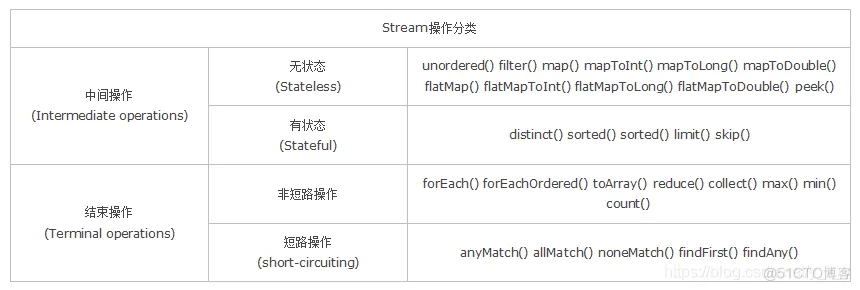 Stream操作分类
中间操作
(Intermediate operations)
无状态
(Stateless)
unordered() filter() map() mapToInt() mapToLong() mapToDouble()
flatMap() flatMapToInt() flatMapToLong() flatMapToDouble() peek()
有状态
(Stateful)
distinct() sorted() sorted() limit() skip()
结束操作
(Terminal operations)
非短路操作
forEach() forEachOrdered() toArray() reduce() collect() max() min()
count()
短路操作
(short-circuiting)
anyMatch() allMatch() noneMatch() findFirst() findAny()
@51CTO博客